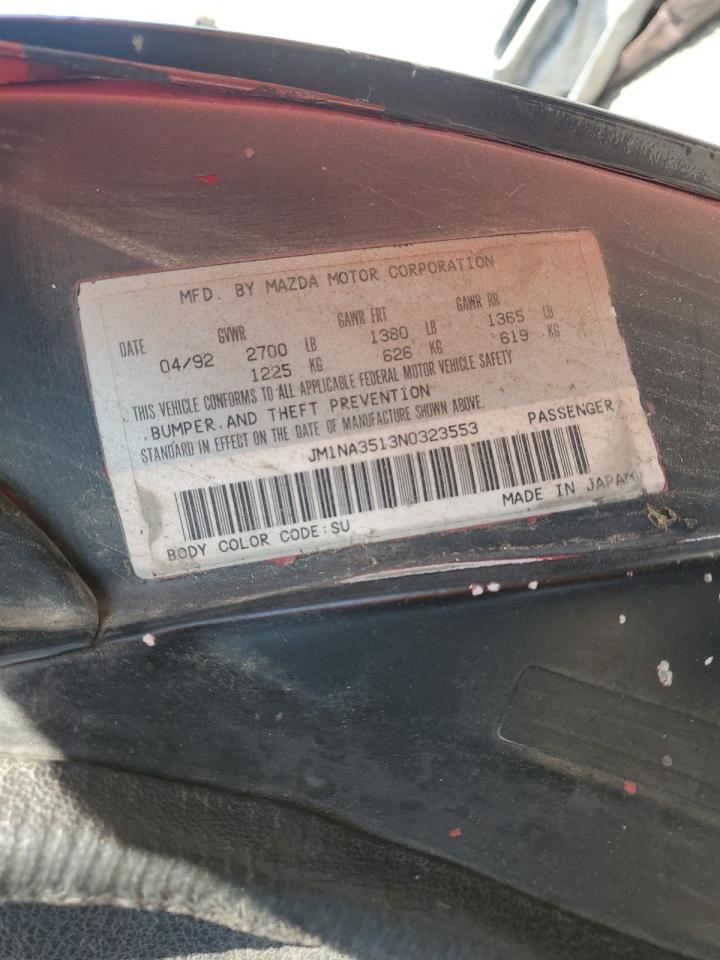 MFD. BY MAZDA MOTOR CORPORATION
DATE GVWR GAWR FRT GAWR RR
04/92 2700 LB 1380 LB 1365 LB
1225 KG 626 KG 619 KG
THIS VEHICLE CONFORMS TO ALL APPLICABLE FEDERAL MOTOR VEHICLE SAFETY
BUMPER, AND THEFT PREVENTION
STANDARD IN EFFECT ON THE DATE OF MANUFACTURE SHOWN ABOVE.
JM1NA3513N0323553 PASSENGER
BODY COLOR CODE:SU MADE IN JAPAN